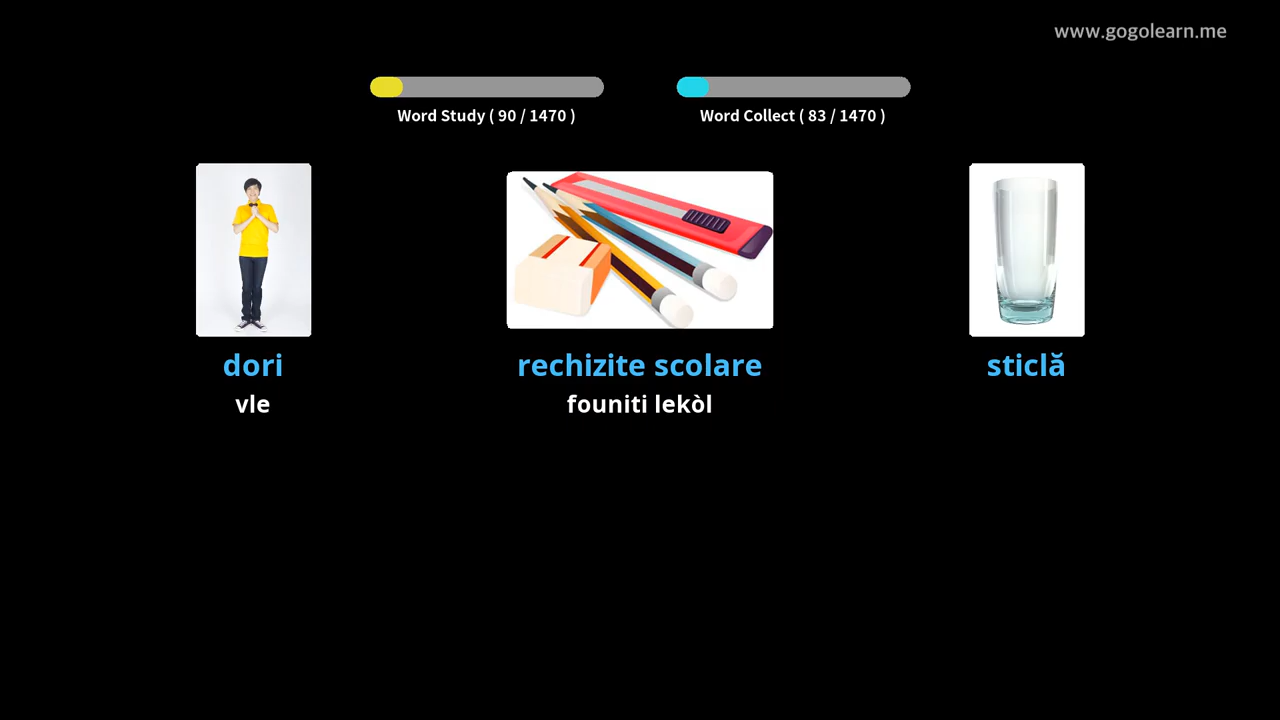 www.gogolearn.me
Word Study ( 90 / 1470 )
Word Collect ( 83 / 1470 )
dori
rechizite scolare
sticlă
vle
founiti lekòl